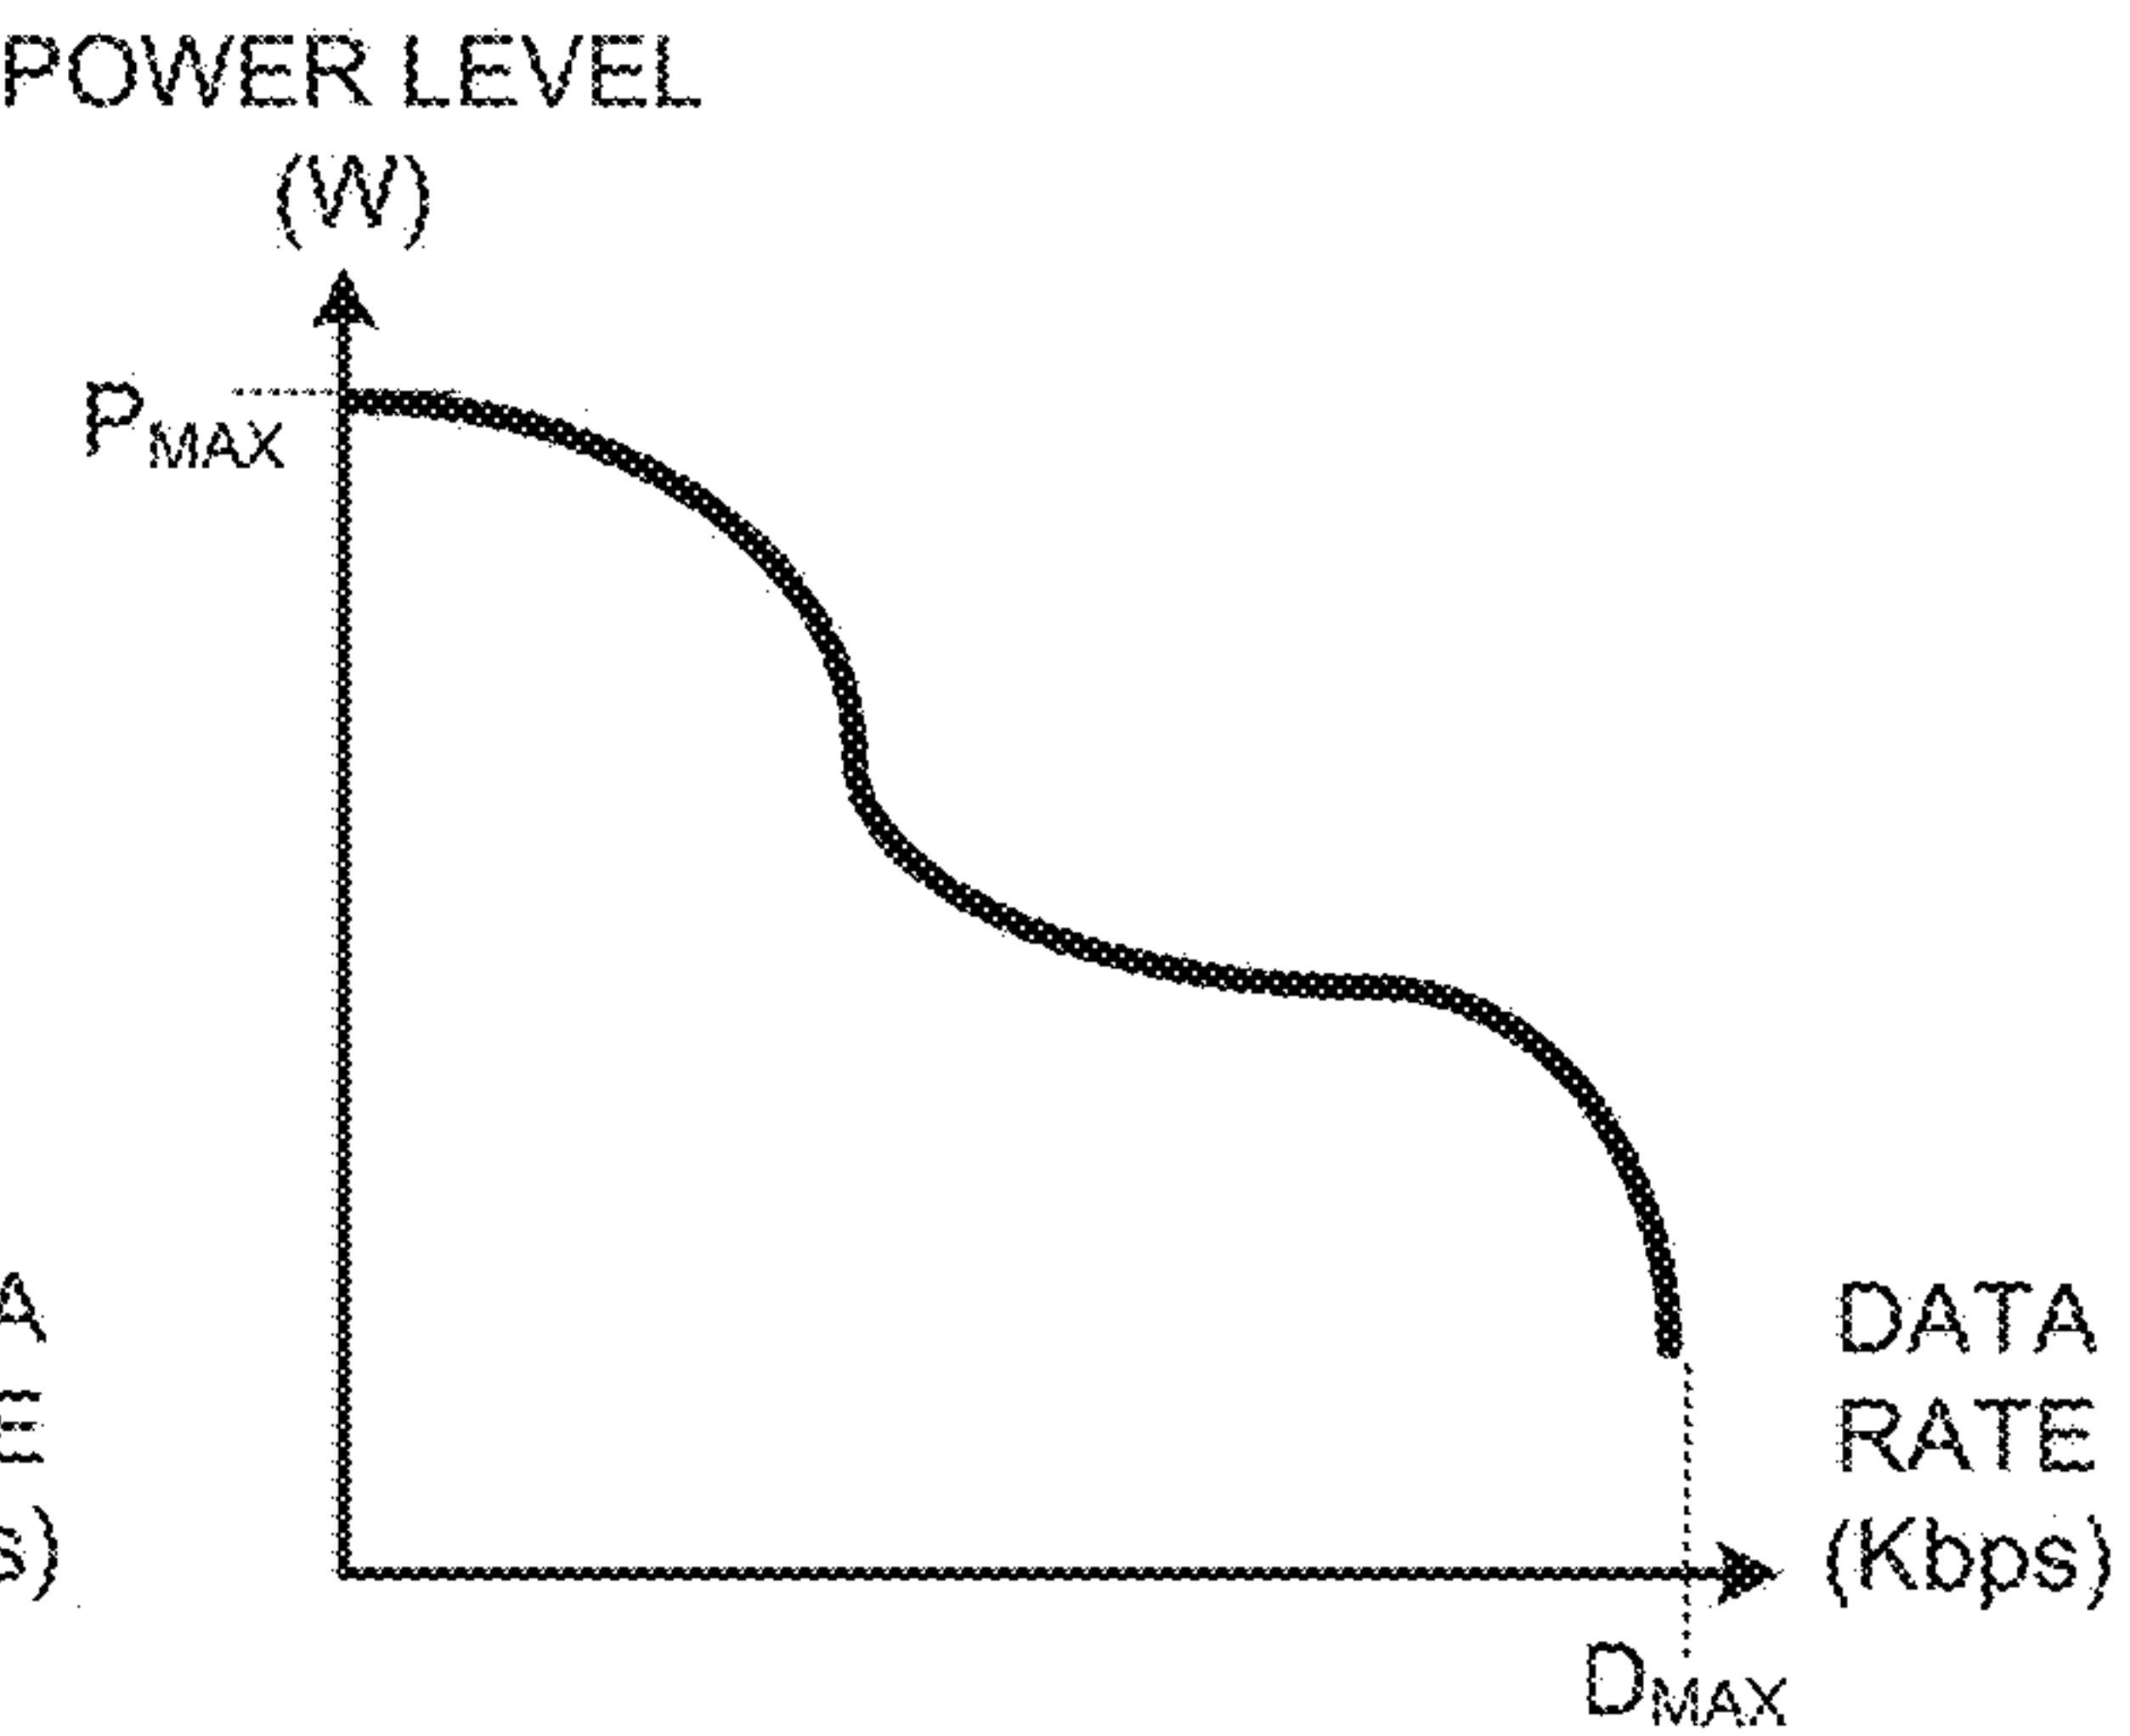 POWER LEVEL
(W)
PMAX
A
E
s)
DATA
RATE
(Kbps)
DMAX